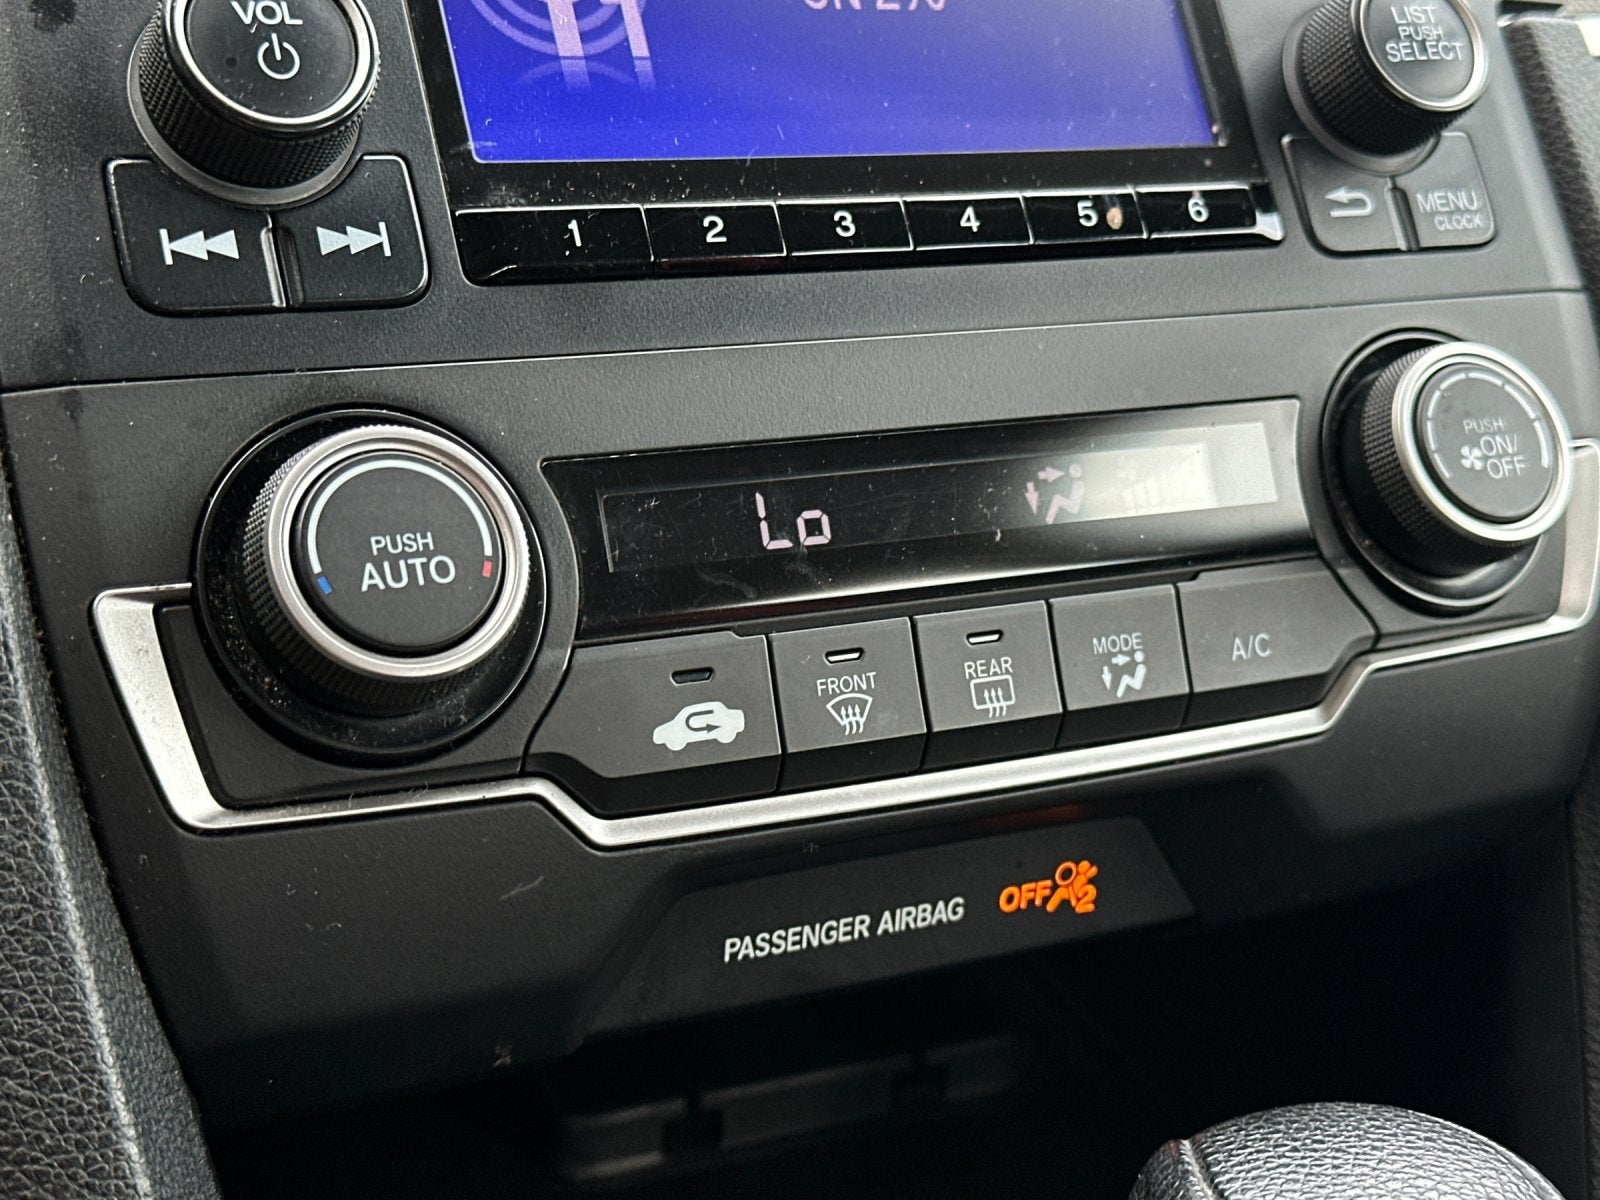 VOL
LIST
PUSH
SELECT
1 2 3 4 5 6
MENU
CLOCK
PUSH
AUTO
Lo
PUSH
ON/
OFF
FRONT
REAR
MODE
A/C
PASSENGER AIRBAG OFF 2